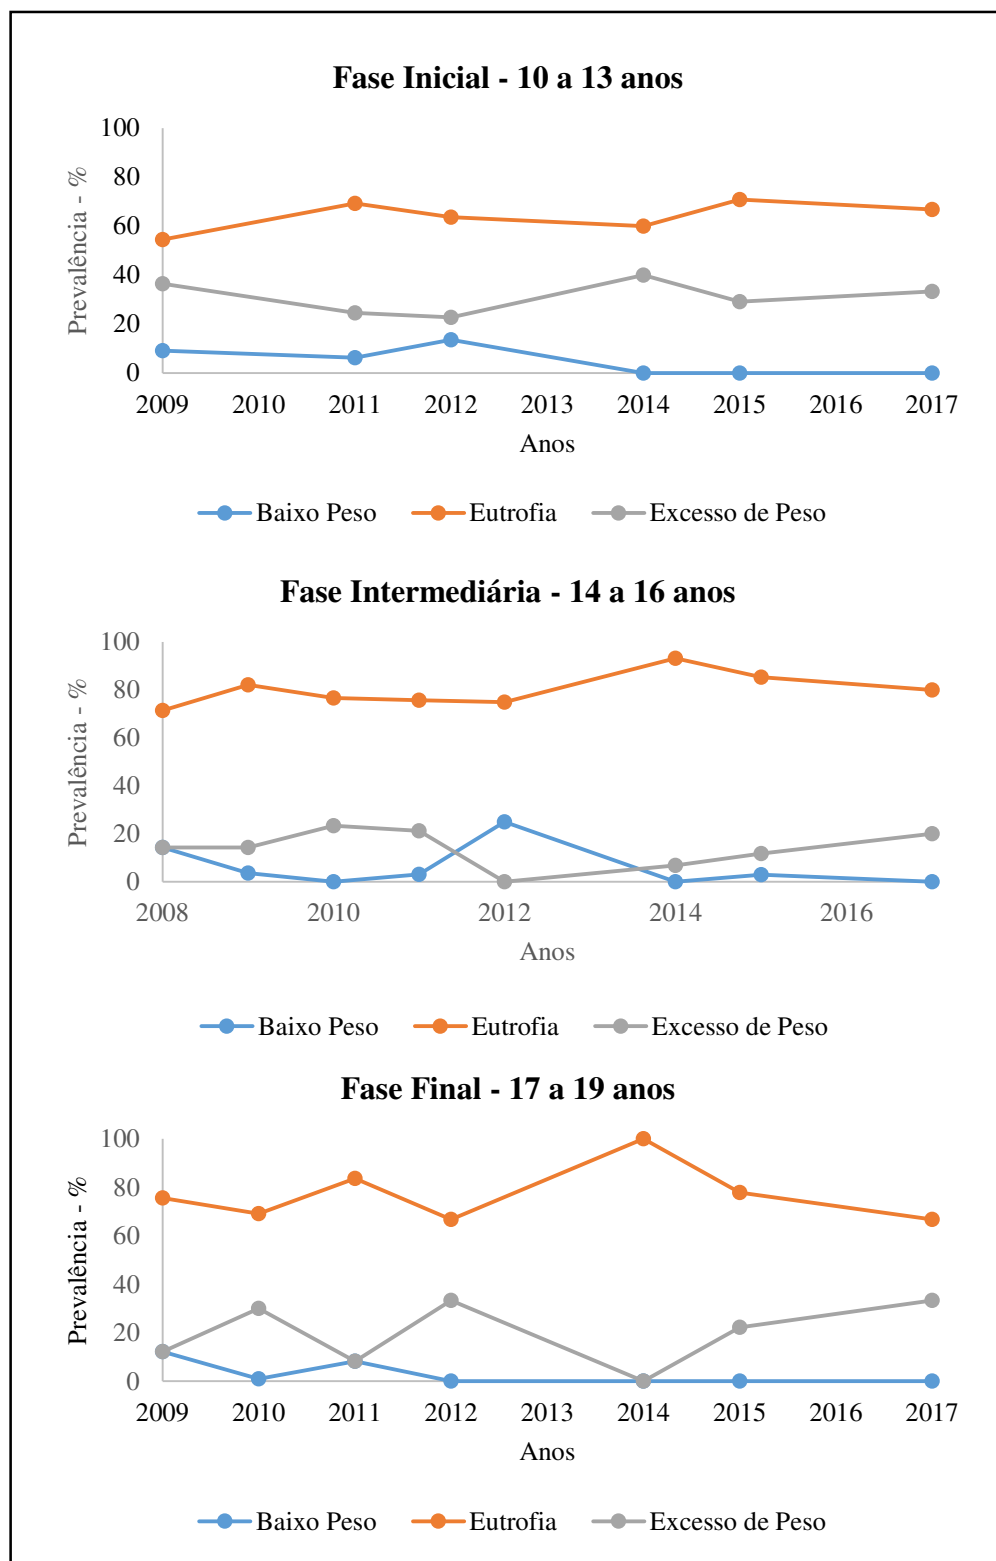 Fase Inicial - 10 a 13 anos
Prevalência - %
100
80
60
40
20
0
2009 2010 2011 2012 2013 2014 2015 2016 2017
Anos
Baixo Peso Eutrofia Excesso de Peso
Fase Intermediária - 14 a 16 anos
Prevalência - %
100
80
60
40
20
0
2008 2010 2012 2014 2016
Anos
Baixo Peso Eutrofia Excesso de Peso
Fase Final - 17 a 19 anos
Prevalência - %
100
80
60
40
20
0
2009 2010 2011 2012 2013 2014 2015 2016 2017
Anos
Baixo Peso Eutrofia Excesso de Peso